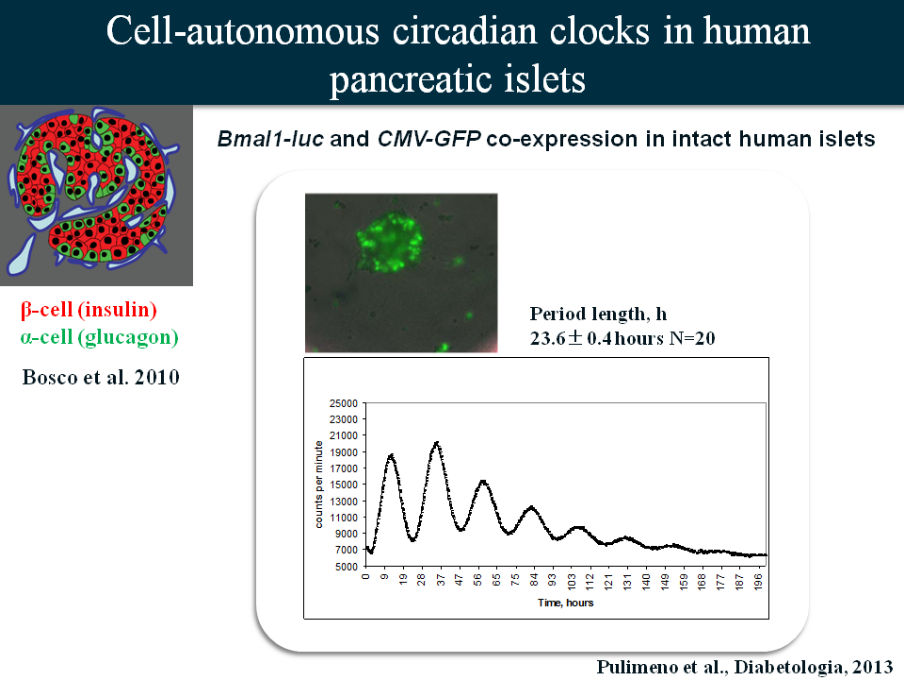 Cell-autonomous circadian clocks in human
pancreatic islets
Bmal1-luc and CMV-GFP co-expression in intact human islets
β-cell (insulin)
α-cell (glucagon)
Bosco et al. 2010
Period length, h
23.6± 0.4 hours N=20
counts per minute
25000
23000
21000
19000
17000
15000
13000
11000
9000
7000
5000
0 9 19 28 37 47 56 65 75 84 93 103 112 121 131 140 149 159 168 177 187 196
Time, hours
Pulimeno et al., Diabetologia, 2013